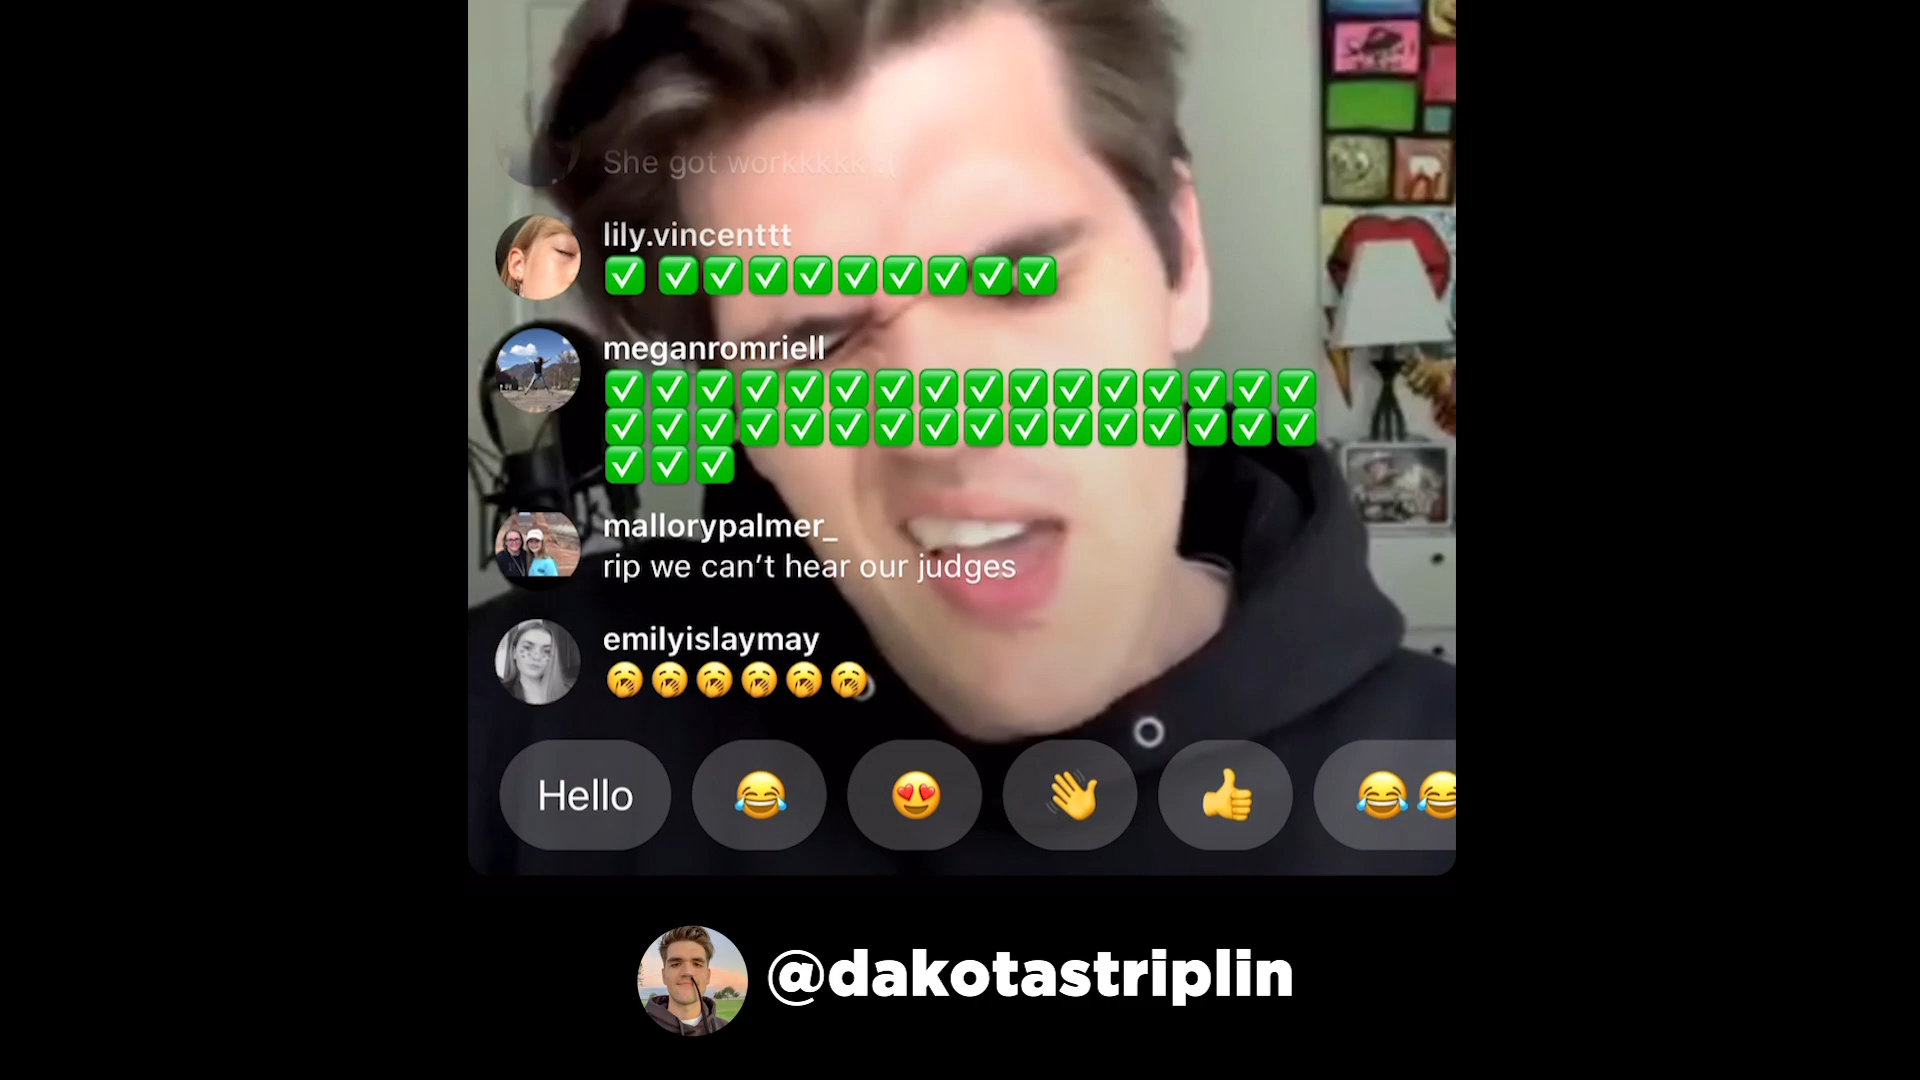 She got workkkkk :(
lily.vincenttt
✅ ✅✅✅✅✅✅✅✅✅
meganromriell
✅✅✅✅✅✅✅✅✅✅✅✅✅✅✅✅
✅✅✅✅✅✅✅✅✅✅✅✅✅✅✅✅
✅✅✅
mallorypalmer_
rip we can’t hear our judges
emilyislaymay
🥱🥱🥱🥱🥱🥱
Hello 😂 😍 👋 👍 😂😂
@dakotastriplin